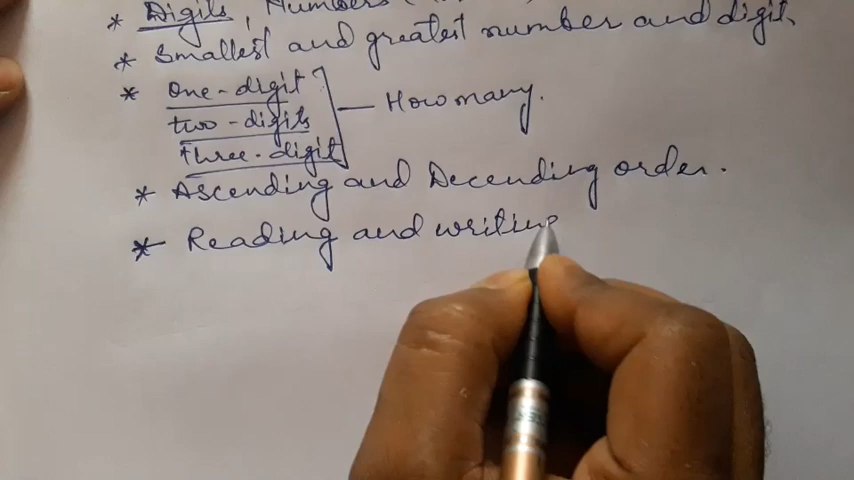 * Digits, Numbers (
* Smallest and greatest number and digit.
* one-digit
two-digits
three-digit
— How many.
* Ascending and Decending order.
* Reading and writing